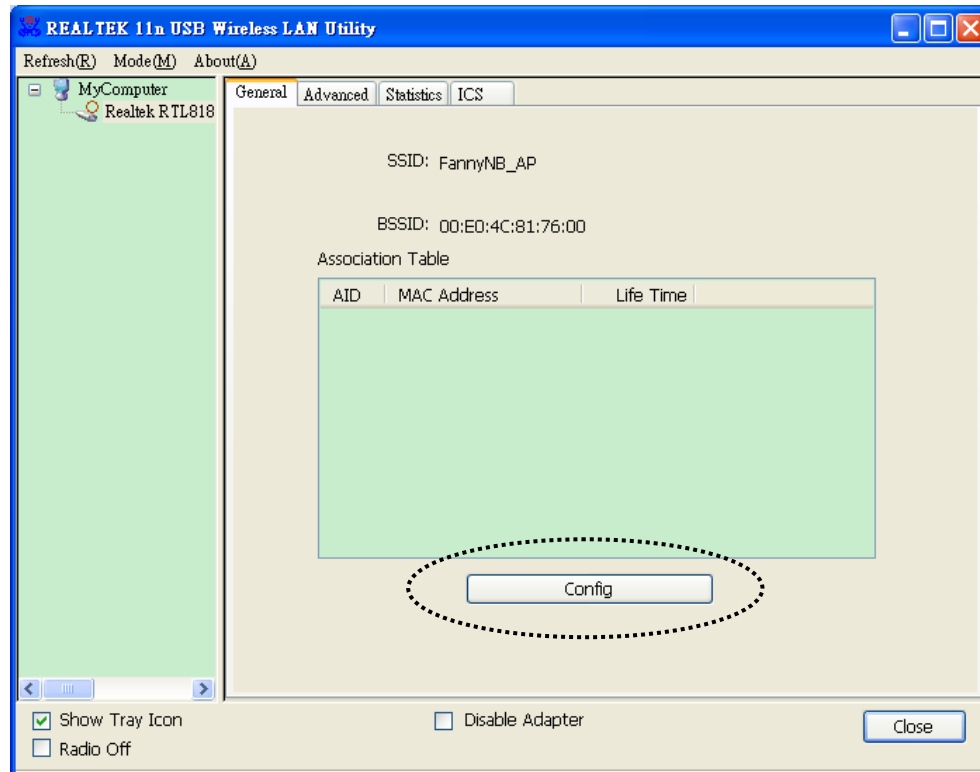 REALTEK 11n USB Wireless LAN Utility
Refresh(R) Mode(M) About(A)
MyComputer
Realtek RTL818
General Advanced Statistics ICS
SSID: FannyNB_AP
BSSID: 00:E0:4C:81:76:00
Association Table
AID MAC Address Life Time
Config
Show Tray Icon
Disable Adapter
Close
Radio Off